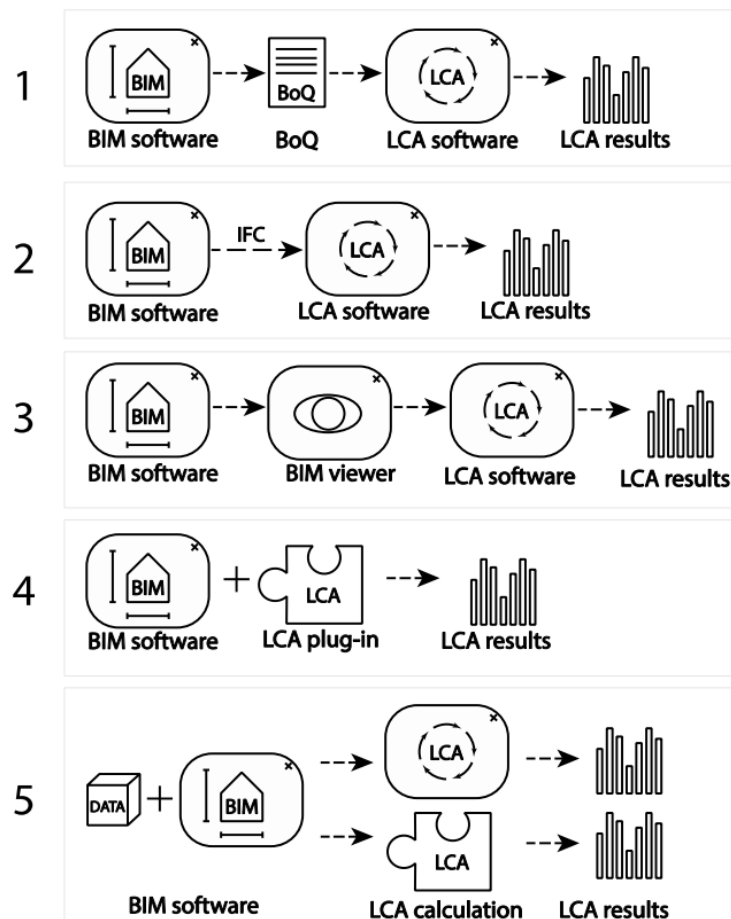 1
BIM
BoQ
LCA
BIM software
BoQ
LCA software
LCA results
2
BIM
IFC
LCA
BIM software
LCA software
LCA results
3
BIM
LCA
BIM software
BIM viewer
LCA software
LCA results
4
BIM
+
LCA
BIM software
LCA plug-in
LCA results
5
DATA
+
BIM
LCA
LCA
BIM software
LCA calculation
LCA results